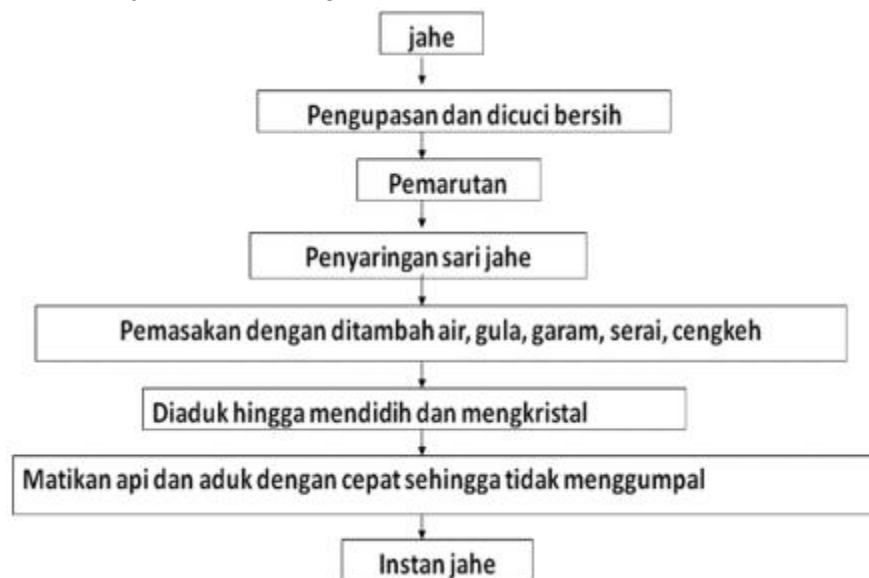 jahe
Pengupasan dan dicuci bersih
Pemarutan
Penyaringan sari jahe
Pemasakan dengan ditambah air, gula, garam, serai, cengkeh
Diaduk hingga mendidih dan mengkristal
Matikan api dan aduk dengan cepat sehingga tidak menggumpal
Instan jahe